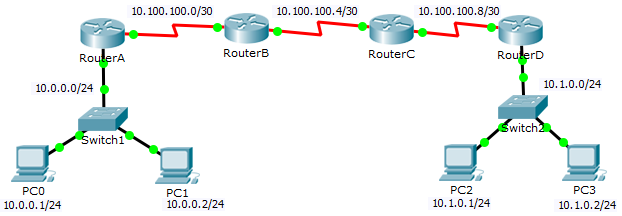 10.100.100.0/30
10.100.100.4/30
10.100.100.8/30
RouterA
RouterB
RouterC
RouterD
10.0.0.0/24
10.1.0.0/24
Switch1
Switch2
PC0
10.0.0.1/24
PC1
10.0.0.2/24
PC2
10.1.0.1/24
PC3
10.1.0.2/24